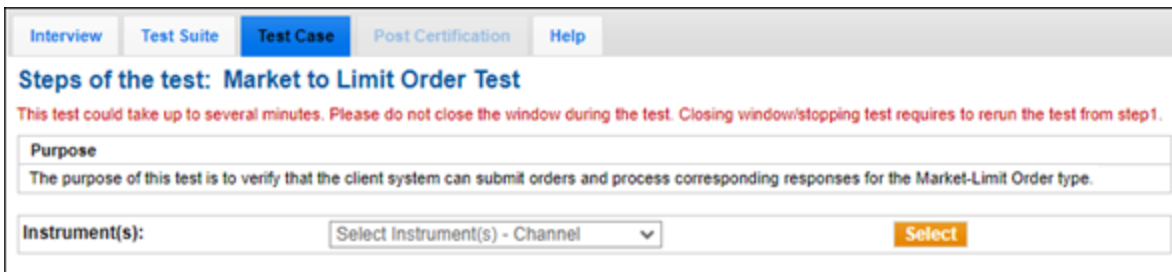 Interview Test Suite Test Case Post Certification Help
Steps of the test: Market to Limit Order Test
This test could take up to several minutes. Please do not close the window during the test. Closing window/stopping test requires to rerun the test from step1.
Purpose
The purpose of this test is to verify that the client system can submit orders and process corresponding responses for the Market-Limit Order type.
Instrument(s): Select Instrument(s) - Channel Select